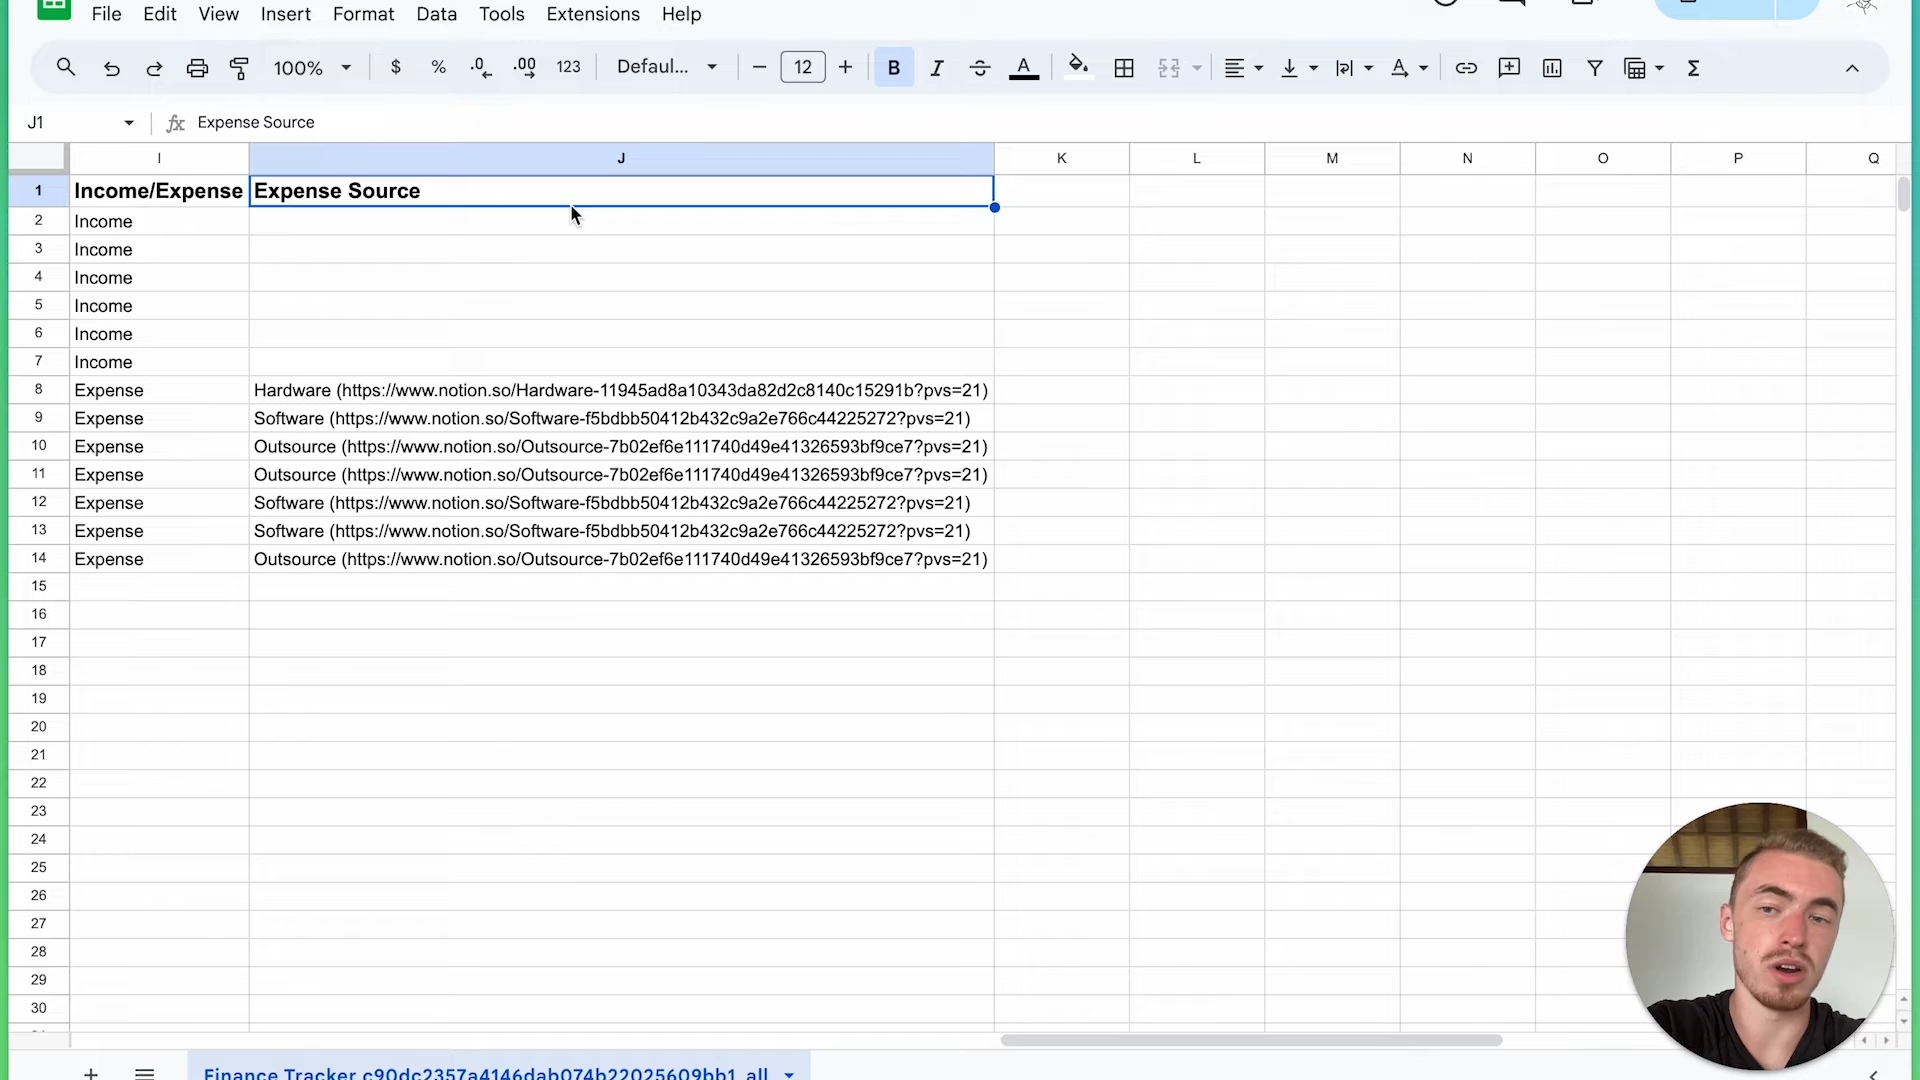 File Edit View Insert Format Data Tools Extensions Help
100% $ % .0 .00 123 Defaul... 12 B I A
J1 Expense Source
I J K L M N O P Q
1 Income/Expense Expense Source
2 Income
3 Income
4 Income
5 Income
6 Income
7 Income
8 Expense Hardware (https://www.notion.so/Hardware-11945ad8a10343da82d2c8140c15291b?pvs=21)
9 Expense Software (https://www.notion.so/Software-f5bdbb50412b432c9a2e766c44225272?pvs=21)
10 Expense Outsource (https://www.notion.so/Outsource-7b02ef6e111740d49e41326593bf9ce7?pvs=21)
11 Expense Outsource (https://www.notion.so/Outsource-7b02ef6e111740d49e41326593bf9ce7?pvs=21)
12 Expense Software (https://www.notion.so/Software-f5bdbb50412b432c9a2e766c44225272?pvs=21)
13 Expense Software (https://www.notion.so/Software-f5bdbb50412b432c9a2e766c44225272?pvs=21)
14 Expense Outsource (https://www.notion.so/Outsource-7b02ef6e111740d49e41326593bf9ce7?pvs=21)
15
16
17
18
19
20
21
22
23
24
25
26
27
28
29
30
Finance Tracker c90dc2357a4146dab074b22025609bb1_all